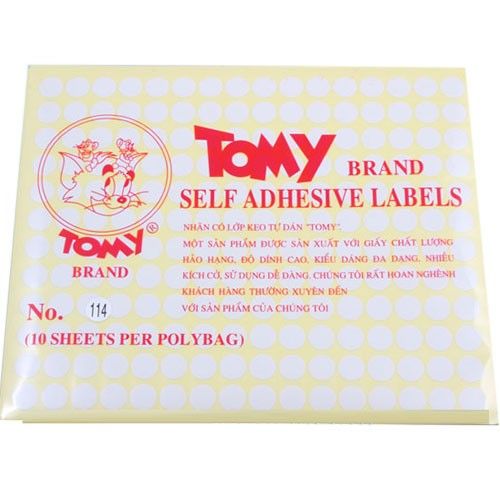 TOMY BRAND
SELF ADHESIVE LABELS
NHÃN CÓ LỚP KEO TỰ DÁN "TOMY".
MỘT SẢN PHẨM ĐƯỢC SẢN XUẤT VỚI GIẤY CHẤT LƯỢNG
HẢO HẠNG, ĐỘ DÍNH CAO, KIỂU DÁNG ĐA DẠNG, NHIỀU
KÍCH CỞ, SỬ DỤNG DỄ DÀNG. CHÚNG TÔI RẤT HOAN NGHÊNH
KHÁCH HÀNG THƯỜNG XUYÊN ĐẾN
VỚI SẢN PHẨM CỦA CHÚNG TÔI
TOMY®
BRAND
No. 114
(10 SHEETS PER POLYBAG)